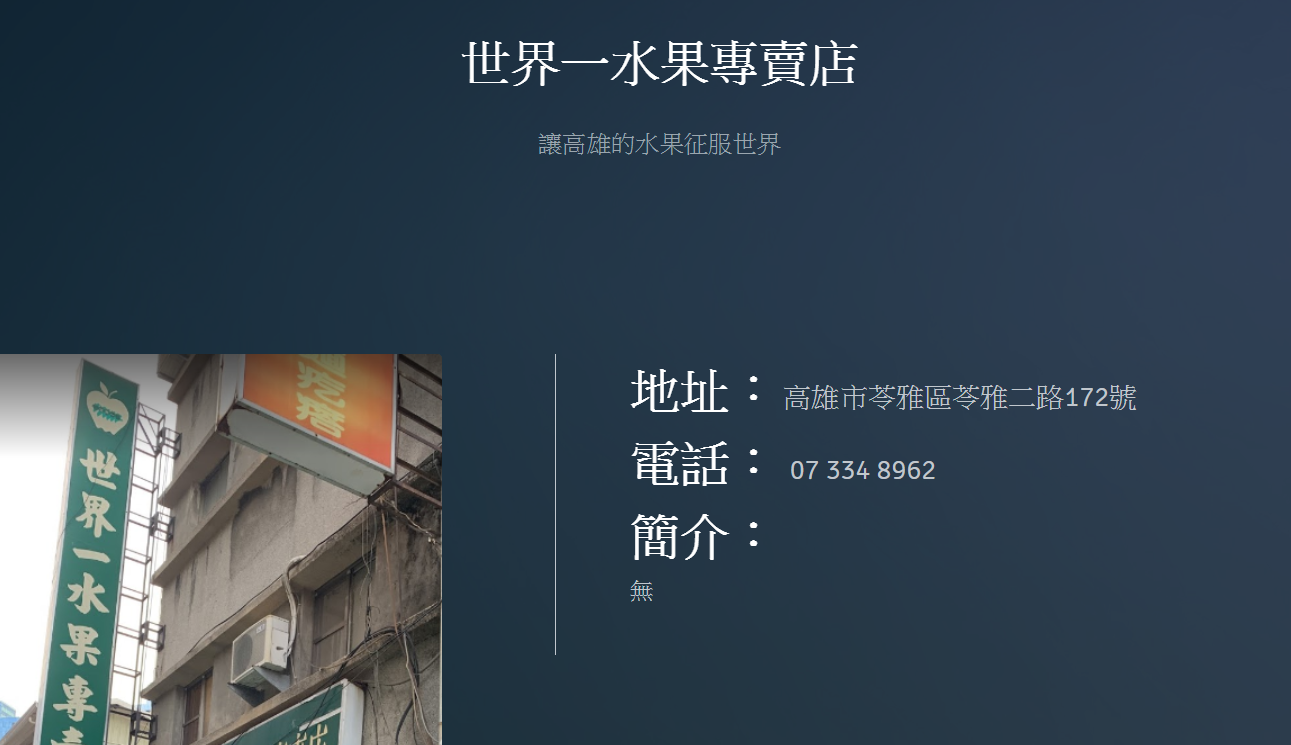 世界一水果專賣店
讓高雄的水果征服世界
世界一水果專
地址： 高雄市苓雅區苓雅二路172號
電話： 07 334 8962
簡介：
無